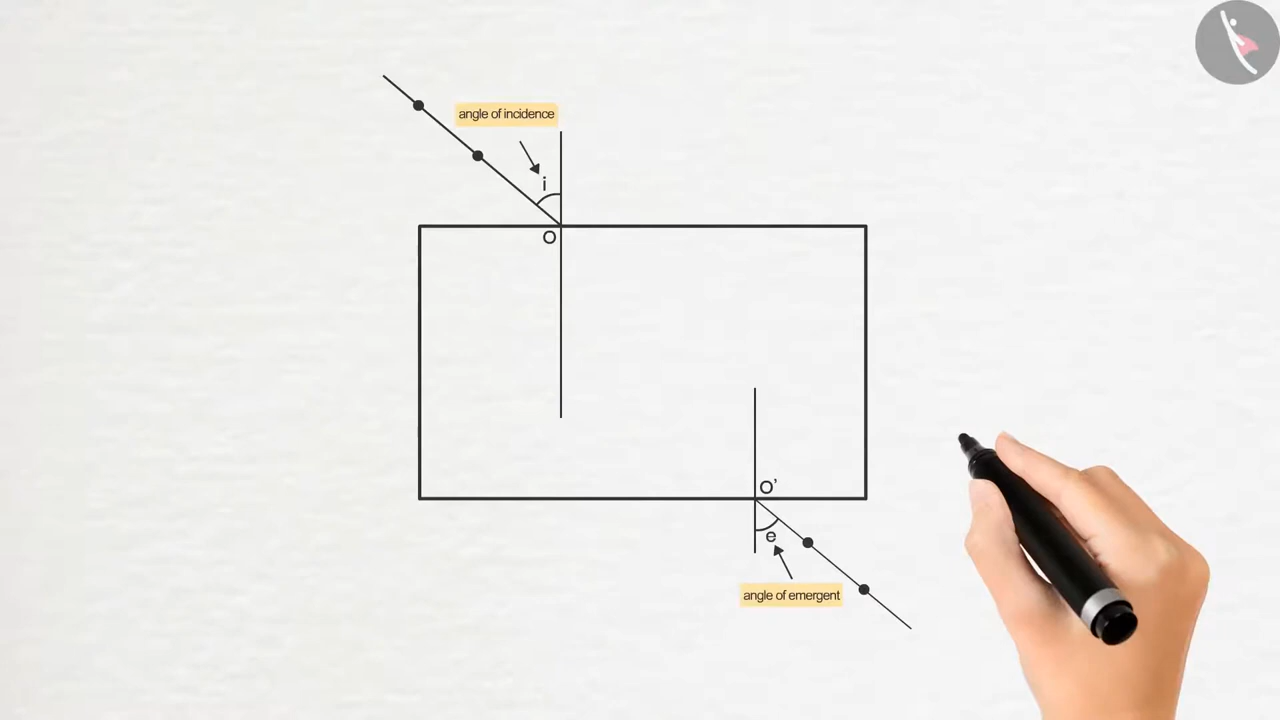 angle of incidence
i
O
O’
e
angle of emergent